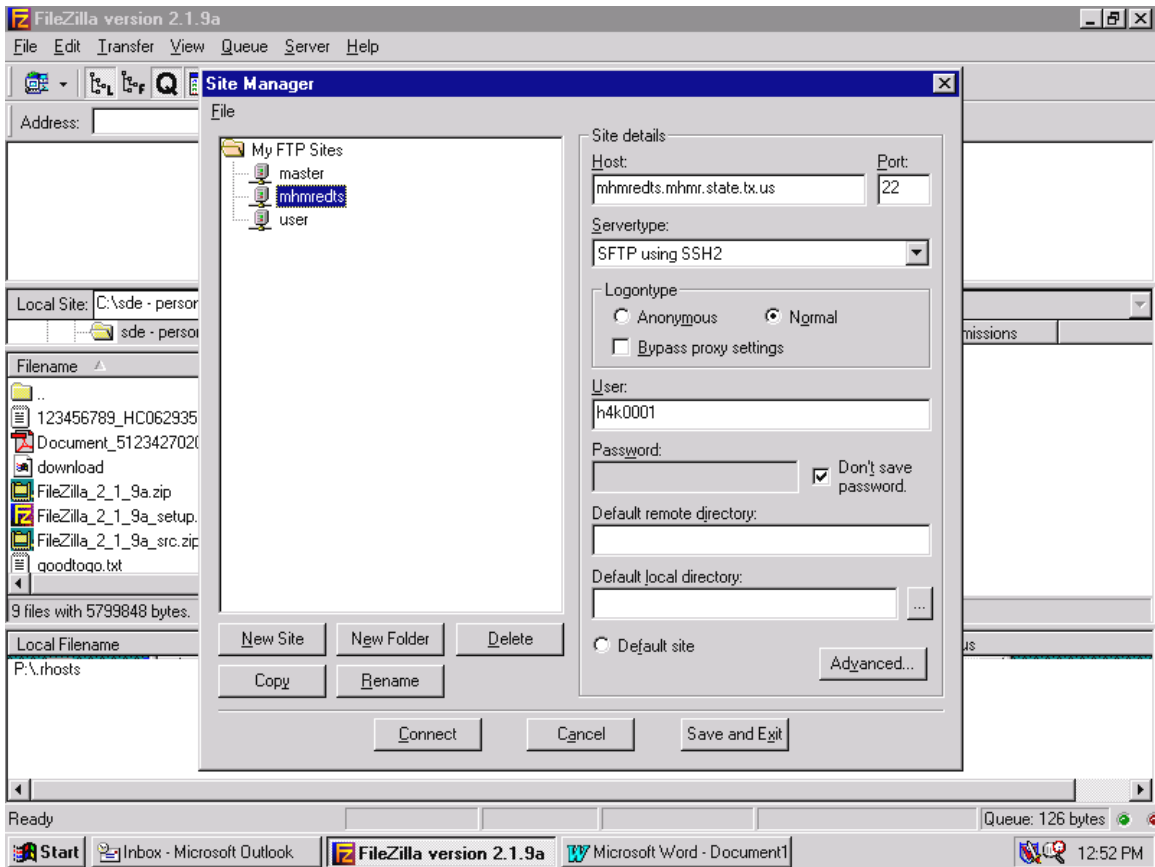 FileZilla version 2.1.9a
File Edit Transfer View Queue Server Help
Address:
Site Manager
File
My FTP Sites
master
mhmredts
user
Site details
Host: Port:
mhmredts.mhmr.state.tx.us 22
Servertype:
SFTP using SSH2
Logontype
Anonymous Normal
Bypass proxy settings
User:
h4k0001
Password:
Don't save
password.
Default remote directory:
Default local directory:
...
Default site
Advanced...
New Site New Folder Delete
Copy Rename
Connect Cancel Save and Exit
Local Site: C:\sde - person
sde - person
missions
Filename
..
123456789_HC062935
Document_5123427020
download
FileZilla_2_1_9a.zip
FileZilla_2_1_9a_setup.
FileZilla_2_1_9a_src.zip
goodtogo.txt
9 files with 5799848 bytes.
Local Filename us
P:\.rhosts
Ready Queue: 126 bytes
Start Inbox - Microsoft Outlook FileZilla version 2.1.9a Microsoft Word - Document1 12:52 PM